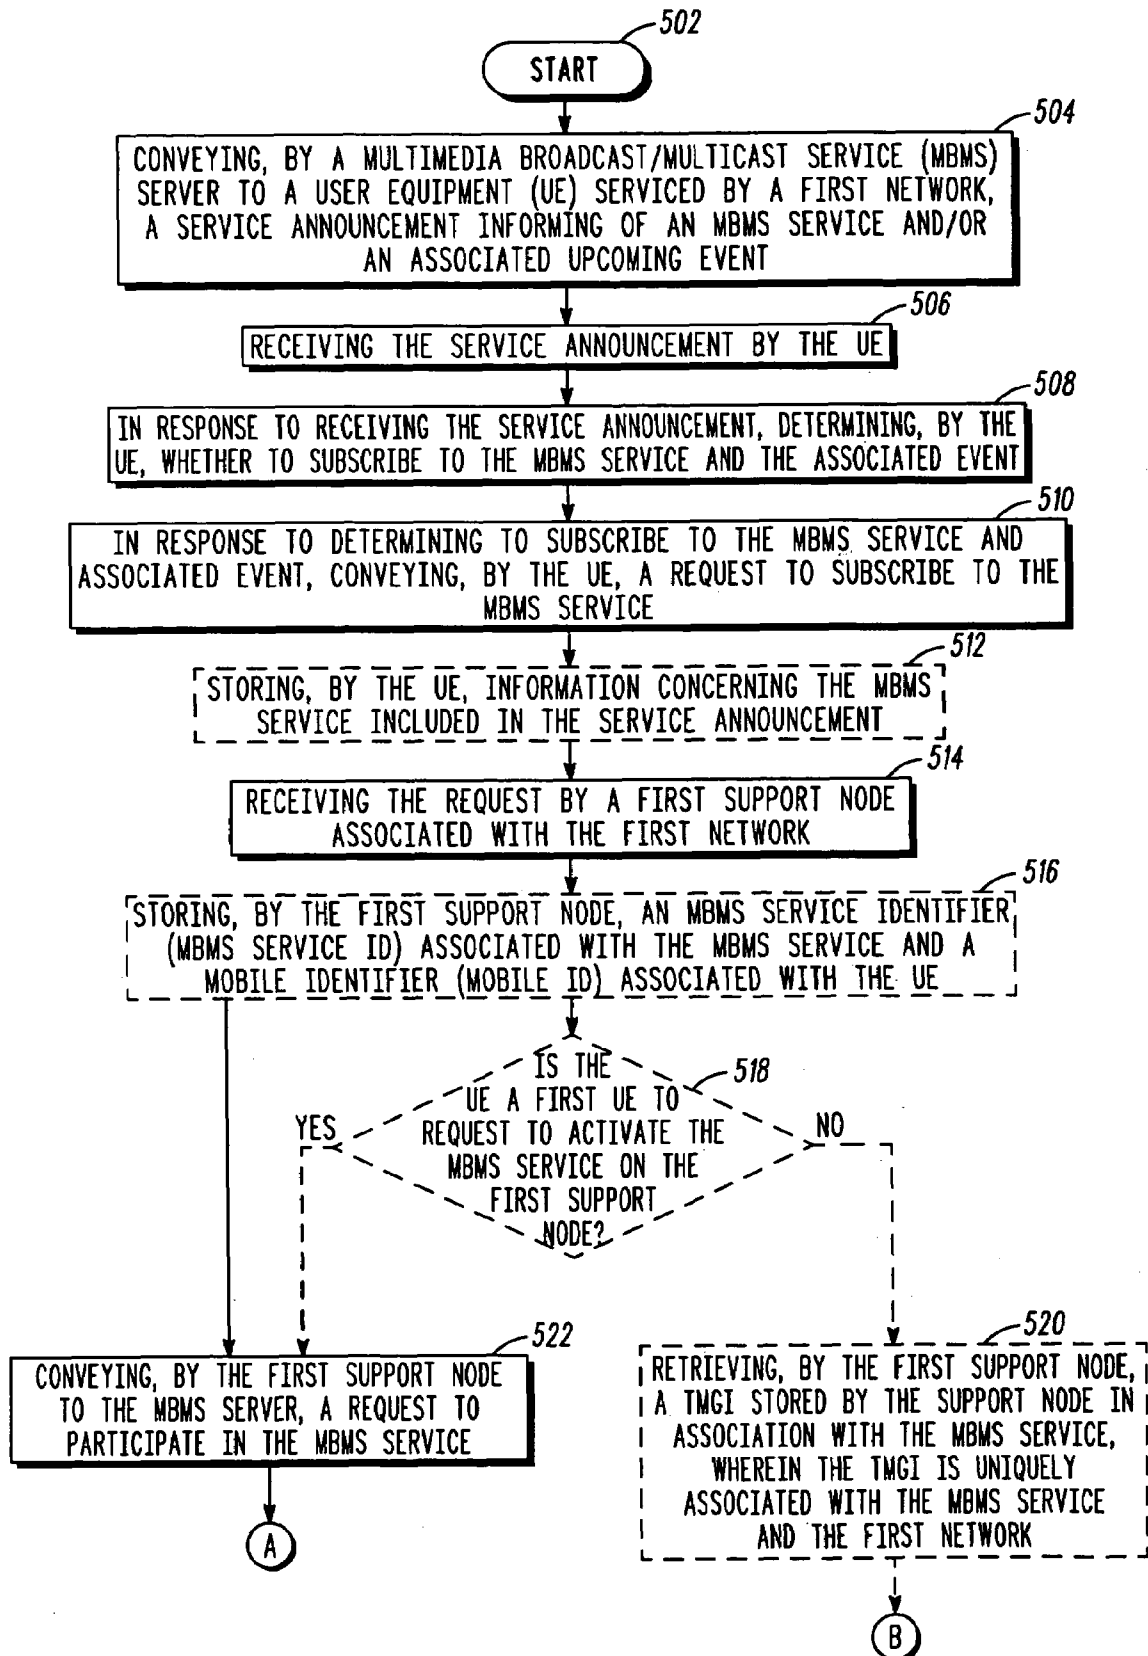 502
START
504
CONVEYING, BY A MULTIMEDIA BROADCAST/MULTICAST SERVICE (MBMS)
SERVER TO A USER EQUIPMENT (UE) SERVICED BY A FIRST NETWORK,
A SERVICE ANNOUNCEMENT INFORMING OF AN MBMS SERVICE AND/OR
AN ASSOCIATED UPCOMING EVENT
506
RECEIVING THE SERVICE ANNOUNCEMENT BY THE UE
508
IN RESPONSE TO RECEIVING THE SERVICE ANNOUNCEMENT, DETERMINING, BY THE
UE, WHETHER TO SUBSCRIBE TO THE MBMS SERVICE AND THE ASSOCIATED EVENT
510
IN RESPONSE TO DETERMINING TO SUBSCRIBE TO THE MBMS SERVICE AND
ASSOCIATED EVENT, CONVEYING, BY THE UE, A REQUEST TO SUBSCRIBE TO THE
MBMS SERVICE
512
STORING, BY THE UE, INFORMATION CONCERNING THE MBMS
SERVICE INCLUDED IN THE SERVICE ANNOUNCEMENT
514
RECEIVING THE REQUEST BY A FIRST SUPPORT NODE
ASSOCIATED WITH THE FIRST NETWORK
516
STORING, BY THE FIRST SUPPORT NODE, AN MBMS SERVICE IDENTIFIER
(MBMS SERVICE ID) ASSOCIATED WITH THE MBMS SERVICE AND A
MOBILE IDENTIFIER (MOBILE ID) ASSOCIATED WITH THE UE
518
IS THE
UE A FIRST UE TO
REQUEST TO ACTIVATE THE
MBMS SERVICE ON THE
FIRST SUPPORT
NODE?
YES
NO
522
CONVEYING, BY THE FIRST SUPPORT NODE
TO THE MBMS SERVER, A REQUEST TO
PARTICIPATE IN THE MBMS SERVICE
A
520
RETRIEVING, BY THE FIRST SUPPORT NODE,
A TMGI STORED BY THE SUPPORT NODE IN
ASSOCIATION WITH THE MBMS SERVICE,
WHEREIN THE TMGI IS UNIQUELY
ASSOCIATED WITH THE MBMS SERVICE
AND THE FIRST NETWORK
B